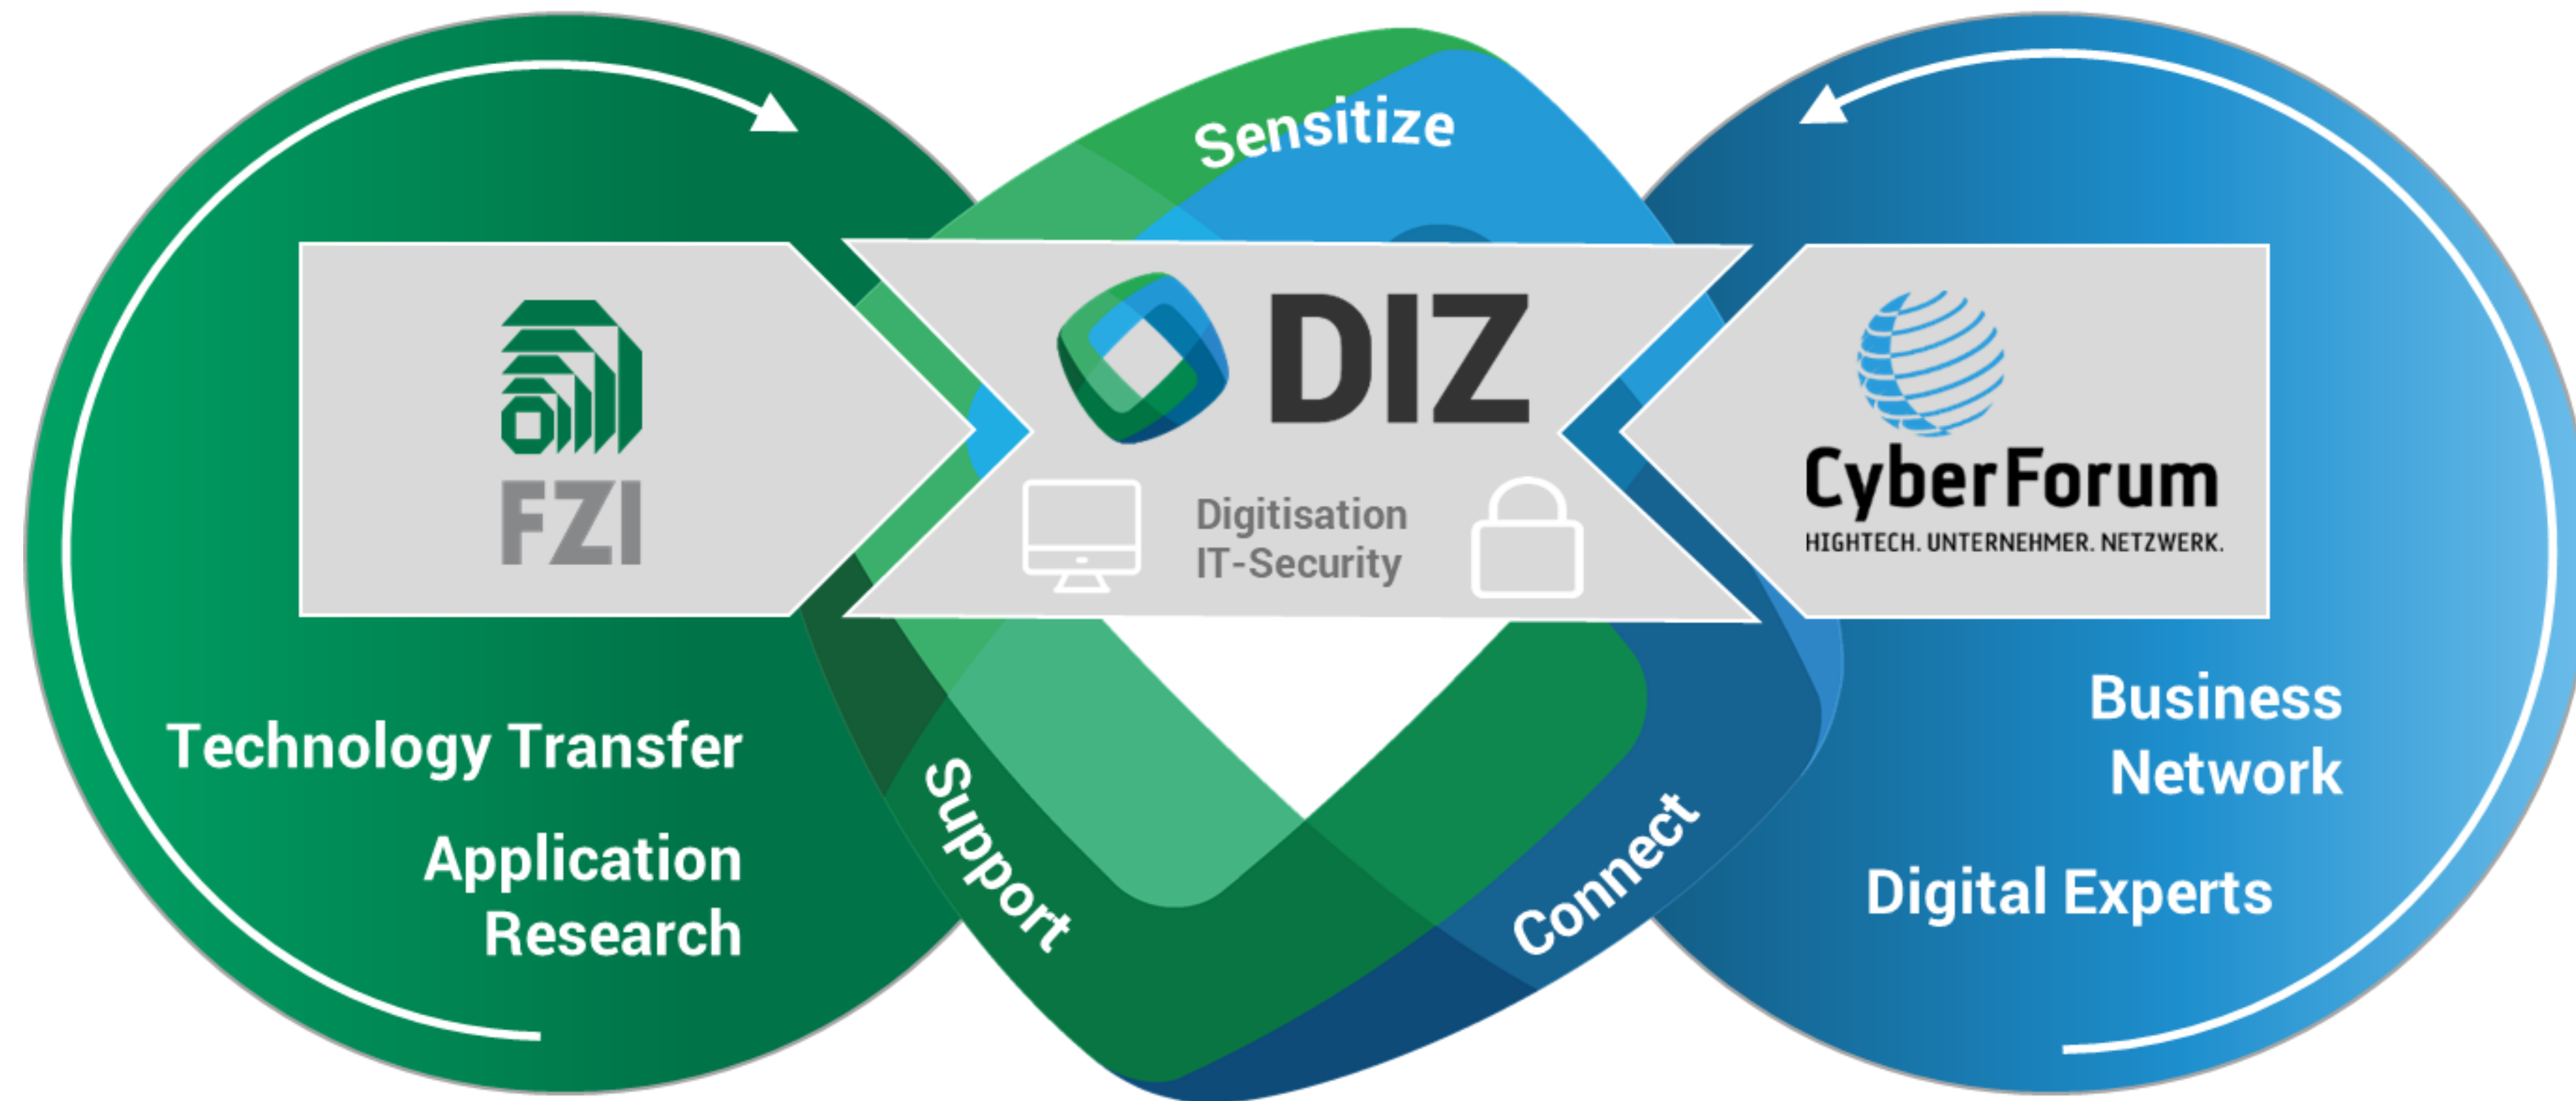 Sensitize
FZI
DIZ
Digitisation
IT-Security
CyberForum
HIGHTECH. UNTERNEHMER. NETZWERK.
Technology Transfer
Application
Research
Support
Connect
Business
Network
Digital Experts